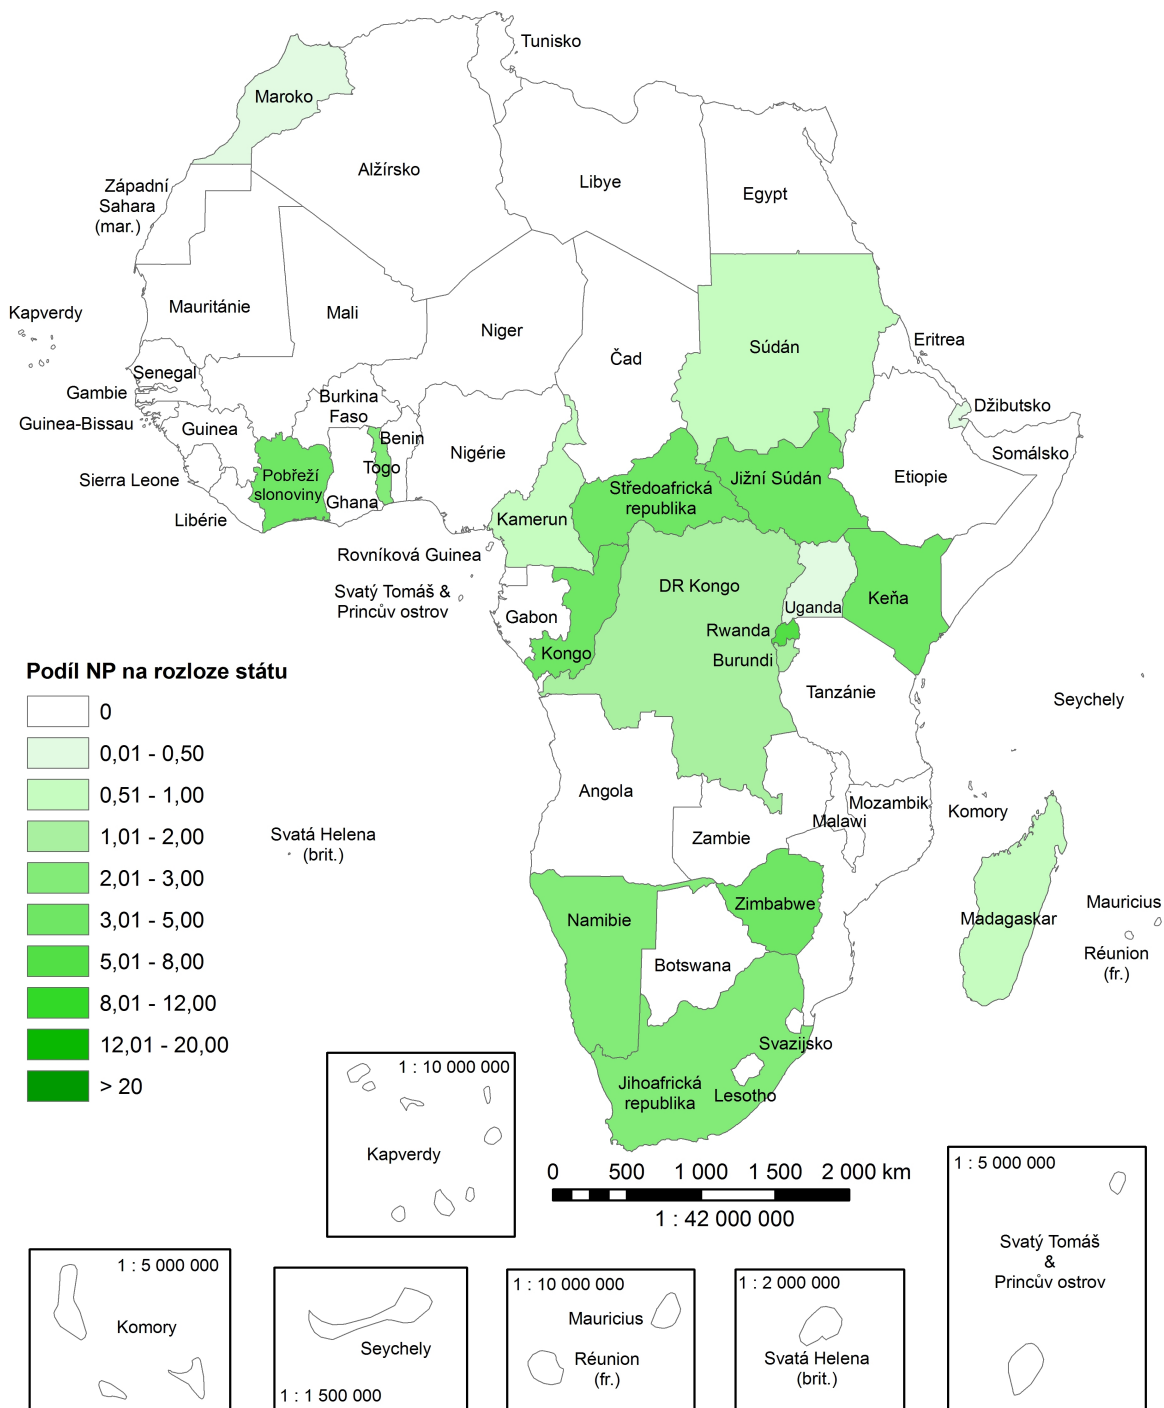 Tunisko
Maroko
Alžírsko
Libye
Egypt
Západní
Sahara
(mar.)
Mauritánie
Mali
Niger
Čad
Súdán
Eritrea
Kapverdy
Senegal
Gambie
Guinea-Bissau
Guinea
Burkina
Faso
Benin
Togo
Ghana
Nigérie
Džibutsko
Somálsko
Etiopie
Sierra Leone
Libérie
Pobřeží
slonoviny
Středoafrická
republika
Jižní Súdán
Kamerun
Rovníková Guinea
Svatý Tomáš &
Princův ostrov
Gabon
Kongo
DR Kongo
Uganda
Keňa
Rwanda
Burundi
Tanzánie
Seychely
Podíl NP na rozloze státu
0
0,01 - 0,50
0,51 - 1,00
1,01 - 2,00
2,01 - 3,00
3,01 - 5,00
5,01 - 8,00
8,01 - 12,00
12,01 - 20,00
> 20
Svatá Helena
(brit.)
Angola
Zambie
Malawi
Mozambik
Komory
Madagaskar
Mauricius
Réunion
(fr.)
Namibie
Zimbabwe
Botswana
Svazijsko
Jihoafrická
republika
Lesotho
1 : 10 000 000
Kapverdy
0 500 1 000 1 500 2 000 km
1 : 42 000 000
1 : 5 000 000
Svatý Tomáš
&
Princův ostrov
1 : 5 000 000
Komory
Seychely
1 : 1 500 000
1 : 10 000 000
Mauricius
Réunion
(fr.)
1 : 2 000 000
Svatá Helena
(brit.)